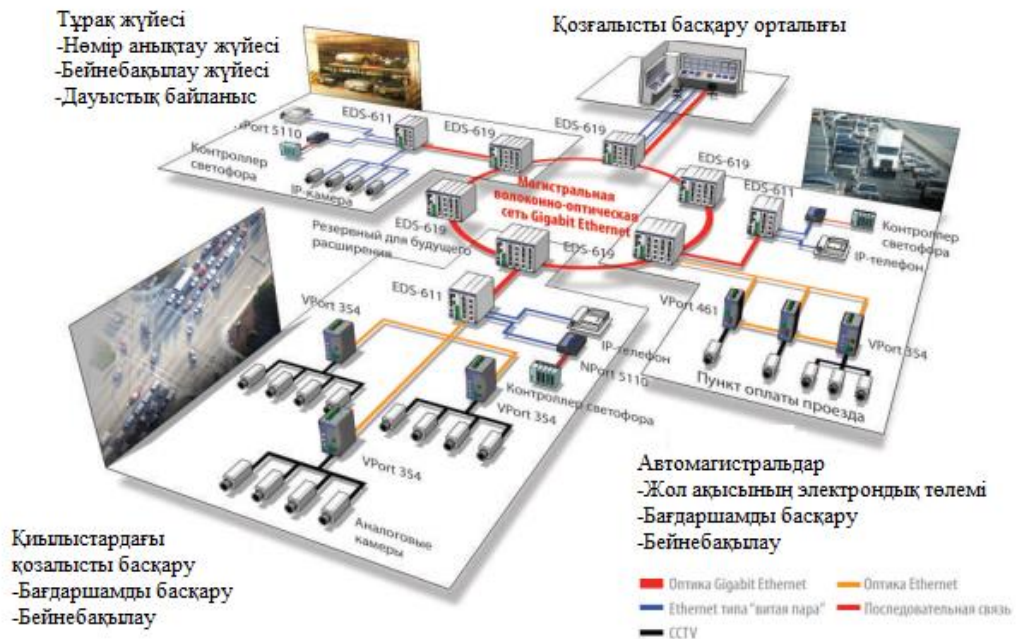 Тұрақ жүйесі
-Нөмір анықтау жүйесі
-Бейнебақылау жүйесі
-Дауыстық байланыс
Қозғалысты басқару орталығы
EDS-611
EDS-619
EDS-619
EDS-619
EDS-611
Port 5110
Контроллер
светофора
IP-камера
Магистральная
волоконно-оптическая
сеть Gigabit Ethernet
Контроллер
светофора
IP-телефон
EDS-619
Резервный для будущего
расширения
EDS-619
EDS-611
VPort 354
VPort 461
VPort 354
IP-телефон
NPort 5110
Контроллер светофора
VPort 354
Пункт оплаты проезда
VPort 354
Аналоговые
камеры
Автомагистральдар
-Жол ақысының электрондық төлемі
-Бағдаршамды басқару
-Бейнебақылау
Қиылыстардағы
қозалысты басқару
-Бағдаршамды басқару
-Бейнебақылау
Оптика Gigabit Ethernet
Оптика Ethernet
Ethernet типа "витая пара"
Последовательная связь
CCTV